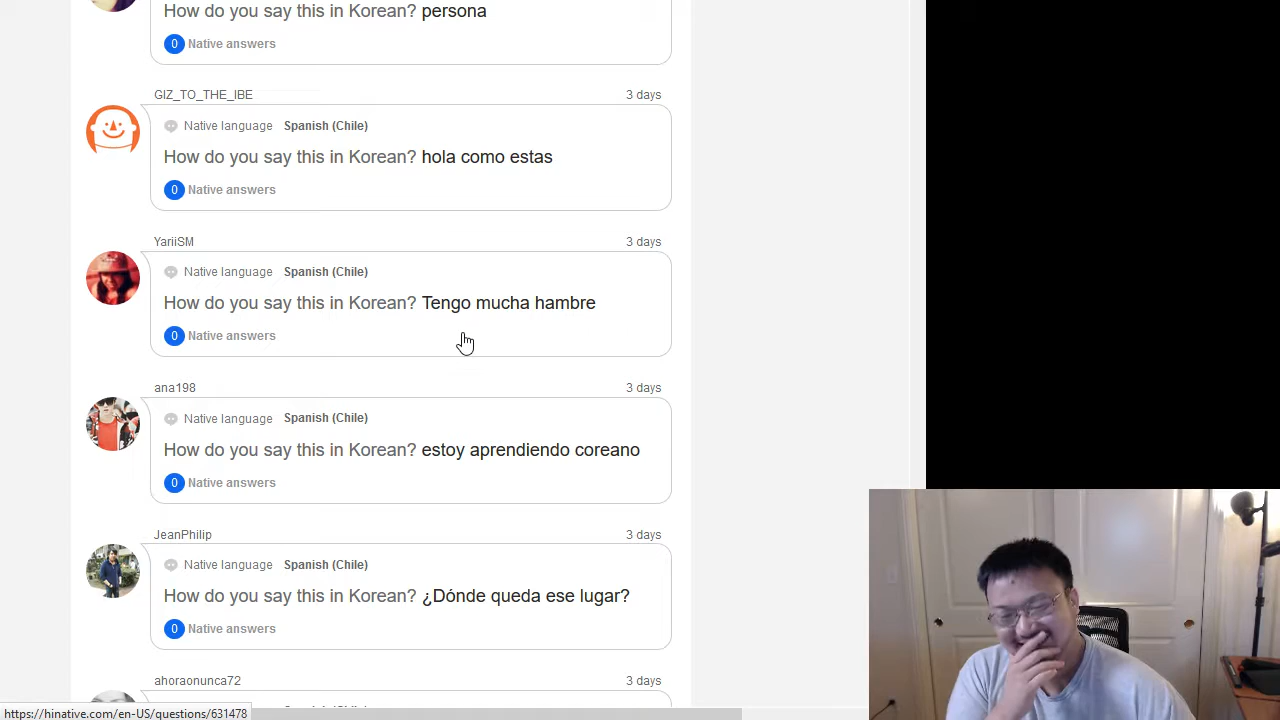 How do you say this in Korean? persona
0 Native answers
GIZ_TO_THE_IBE 3 days
Native language Spanish (Chile)
How do you say this in Korean? hola como estas
0 Native answers
YariiSM 3 days
Native language Spanish (Chile)
How do you say this in Korean? Tengo mucha hambre
0 Native answers
ana198 3 days
Native language Spanish (Chile)
How do you say this in Korean? estoy aprendiendo coreano
0 Native answers
JeanPhilip 3 days
Native language Spanish (Chile)
How do you say this in Korean? ¿Dónde queda ese lugar?
0 Native answers
ahoraonunca72 3 days
https://hinative.com/en-US/questions/631478